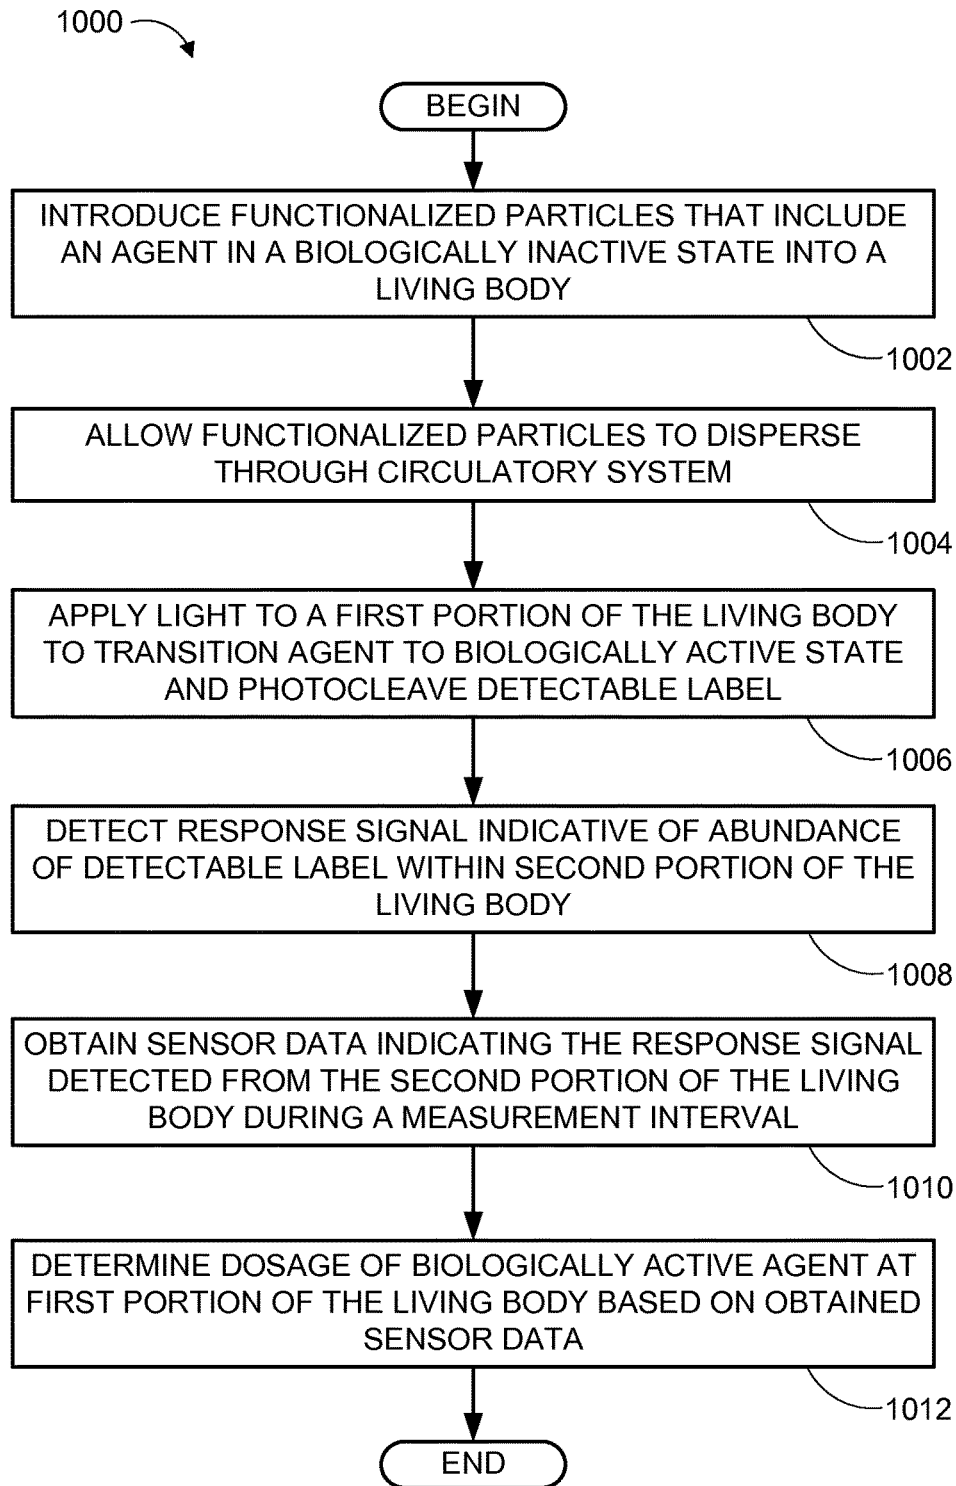 1000
BEGIN
INTRODUCE FUNCTIONALIZED PARTICLES THAT INCLUDE
AN AGENT IN A BIOLOGICALLY INACTIVE STATE INTO A
LIVING BODY
1002
ALLOW FUNCTIONALIZED PARTICLES TO DISPERSE
THROUGH CIRCULATORY SYSTEM
1004
APPLY LIGHT TO A FIRST PORTION OF THE LIVING BODY
TO TRANSITION AGENT TO BIOLOGICALLY ACTIVE STATE
AND PHOTOCLEAVE DETECTABLE LABEL
1006
DETECT RESPONSE SIGNAL INDICATIVE OF ABUNDANCE
OF DETECTABLE LABEL WITHIN SECOND PORTION OF THE
LIVING BODY
1008
OBTAIN SENSOR DATA INDICATING THE RESPONSE SIGNAL
DETECTED FROM THE SECOND PORTION OF THE LIVING
BODY DURING A MEASUREMENT INTERVAL
1010
DETERMINE DOSAGE OF BIOLOGICALLY ACTIVE AGENT AT
FIRST PORTION OF THE LIVING BODY BASED ON OBTAINED
SENSOR DATA
1012
END